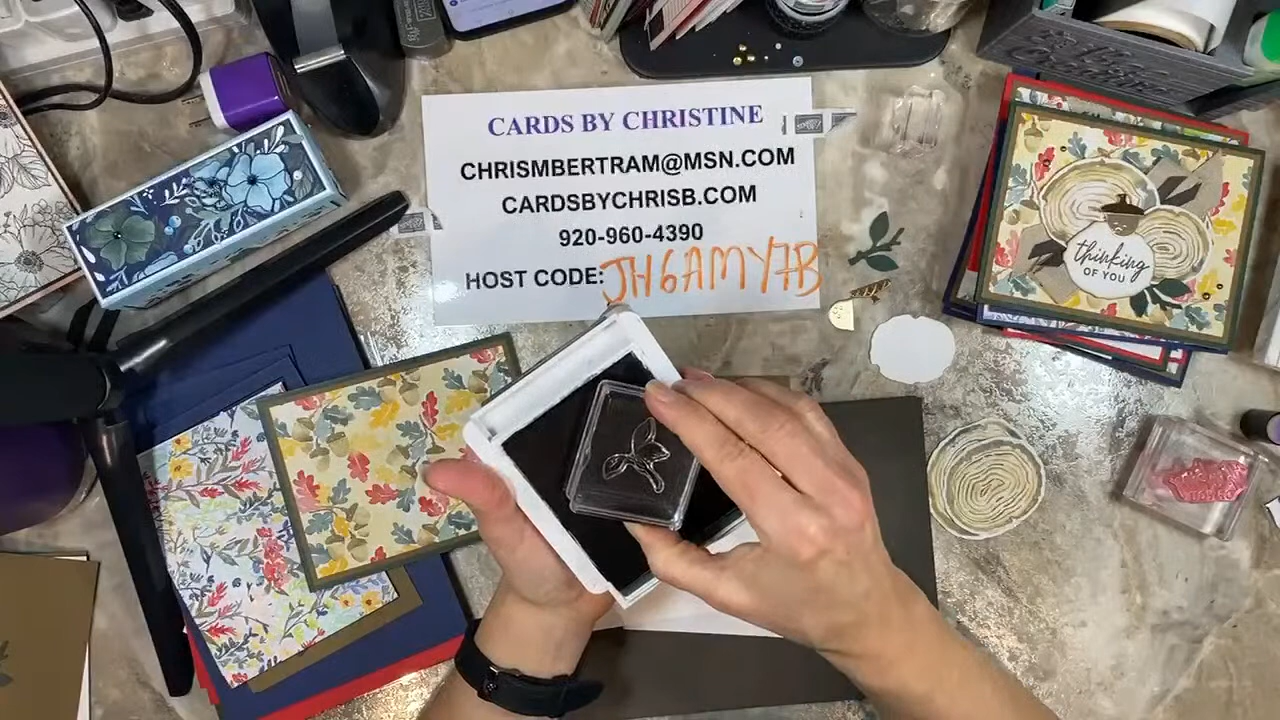 CARDS BY CHRISTINE
CHRISMBERTRAM@MSN.COM
CARDSBYCHRISB.COM
920-960-4390
HOST CODE: JH6AMY7B
thinking
OF YOU